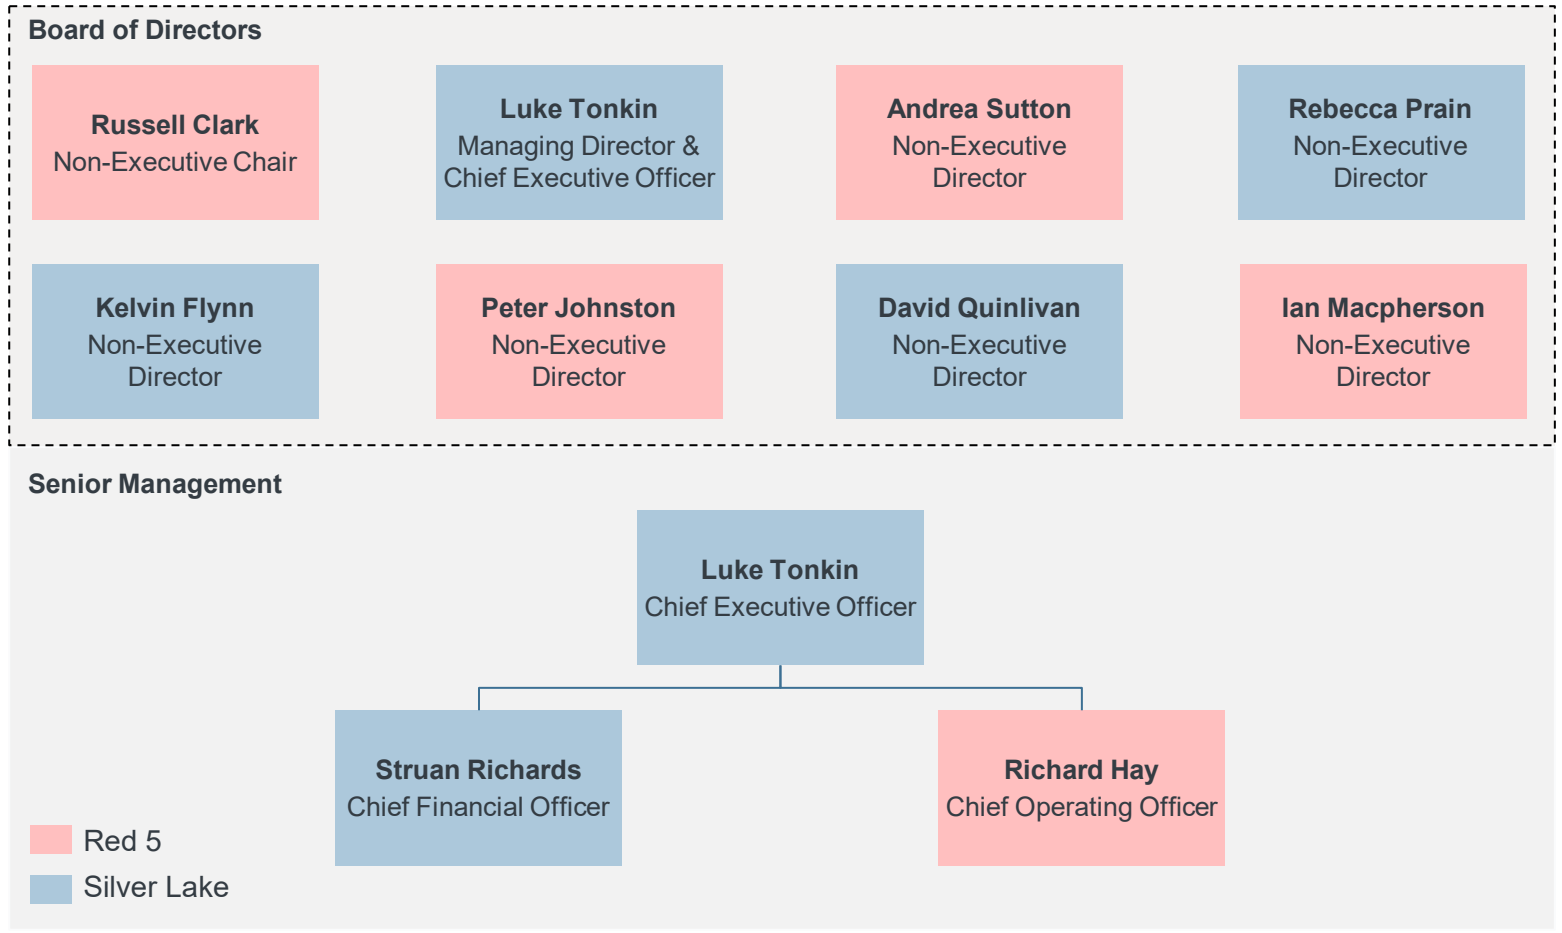 Board of Directors
Russell Clark
Non-Executive Chair
Luke Tonkin
Managing Director &
Chief Executive Officer
Andrea Sutton
Non-Executive
Director
Rebecca Prain
Non-Executive
Director
Kelvin Flynn
Non-Executive
Director
Peter Johnston
Non-Executive
Director
David Quinlivan
Non-Executive
Director
Ian Macpherson
Non-Executive
Director
Senior Management
Luke Tonkin
Chief Executive Officer
Struan Richards
Chief Financial Officer
Richard Hay
Chief Operating Officer
Red 5
Silver Lake